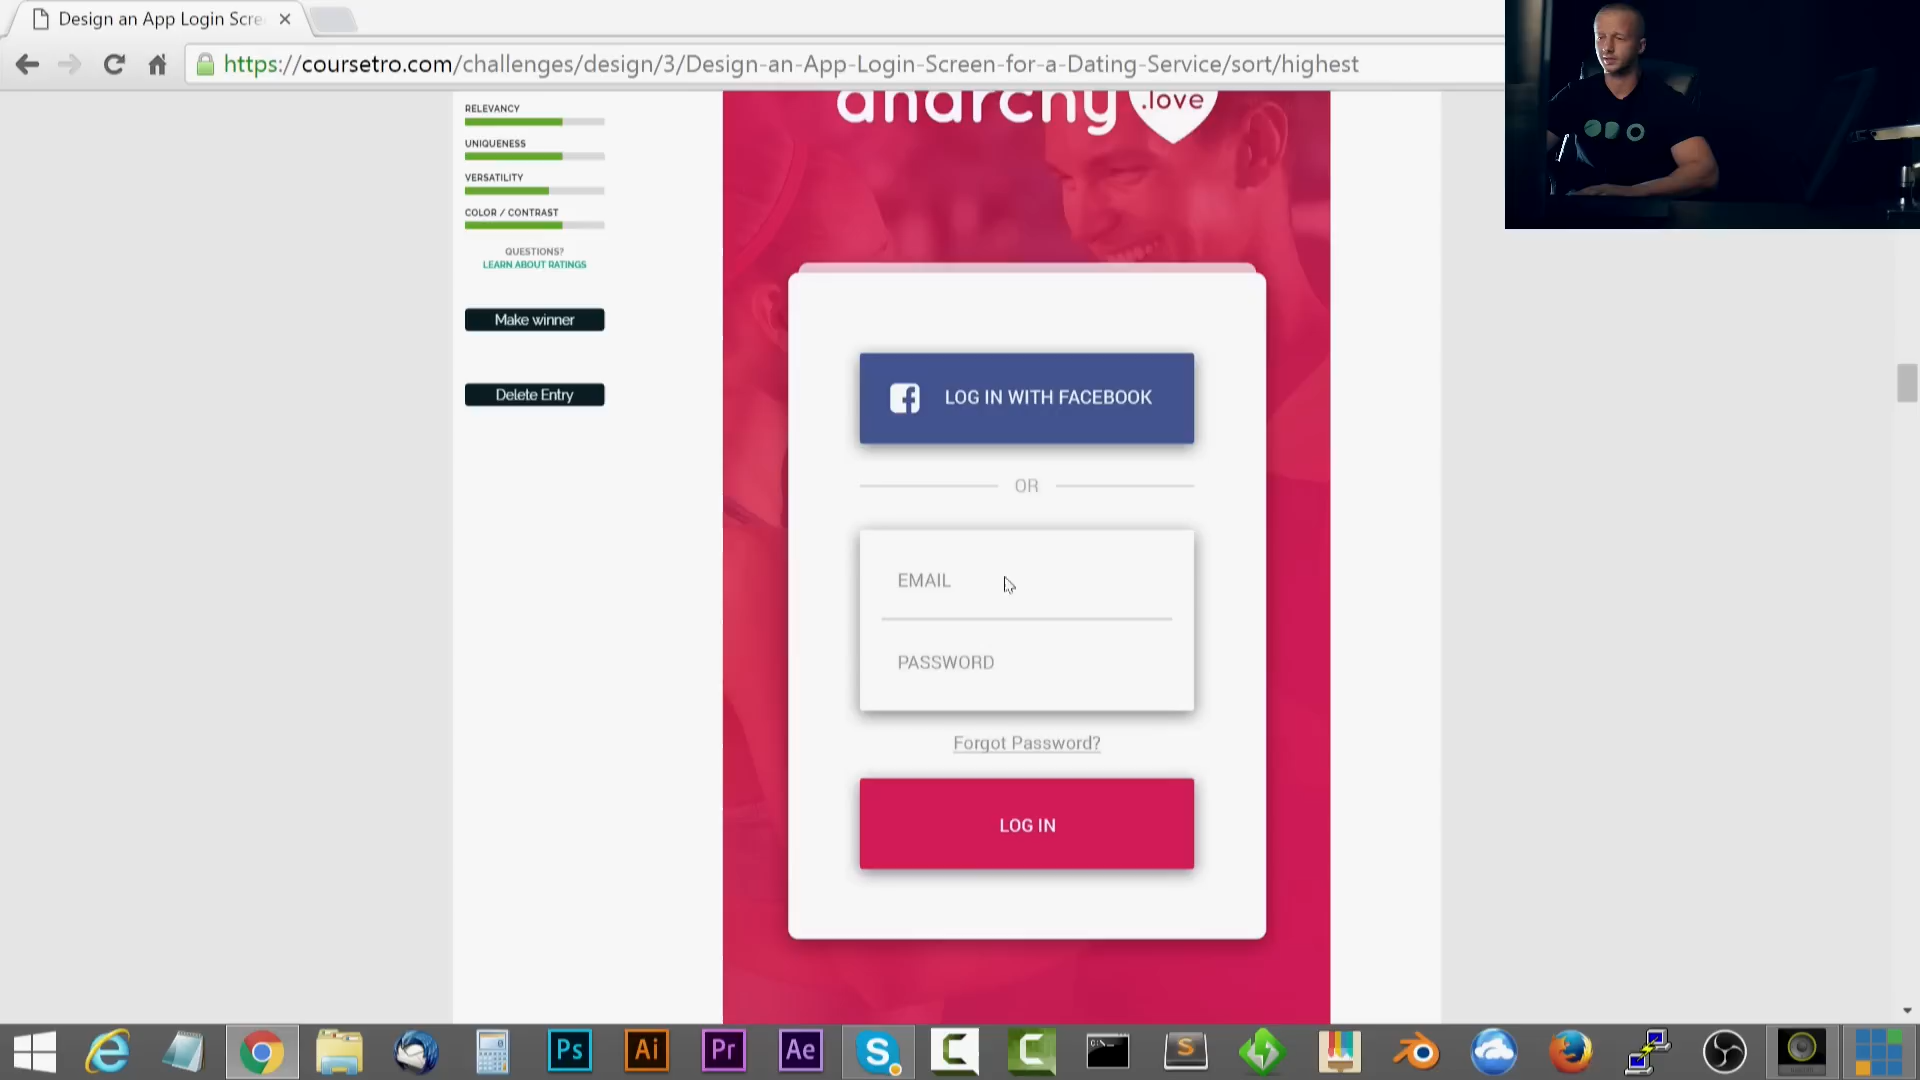 Design an App Login Scre
https://coursetro.com/challenges/design/3/Design-an-App-Login-Screen-for-a-Dating-Service/sort/highest
anarchy .love
RELEVANCY
UNIQUENESS
VERSATILITY
COLOR / CONTRAST
QUESTIONS?
LEARN ABOUT RATINGS
Make winner
Delete Entry
LOG IN WITH FACEBOOK
OR
EMAIL
PASSWORD
Forgot Password?
LOG IN
Ps
Ai
Pr
Ae